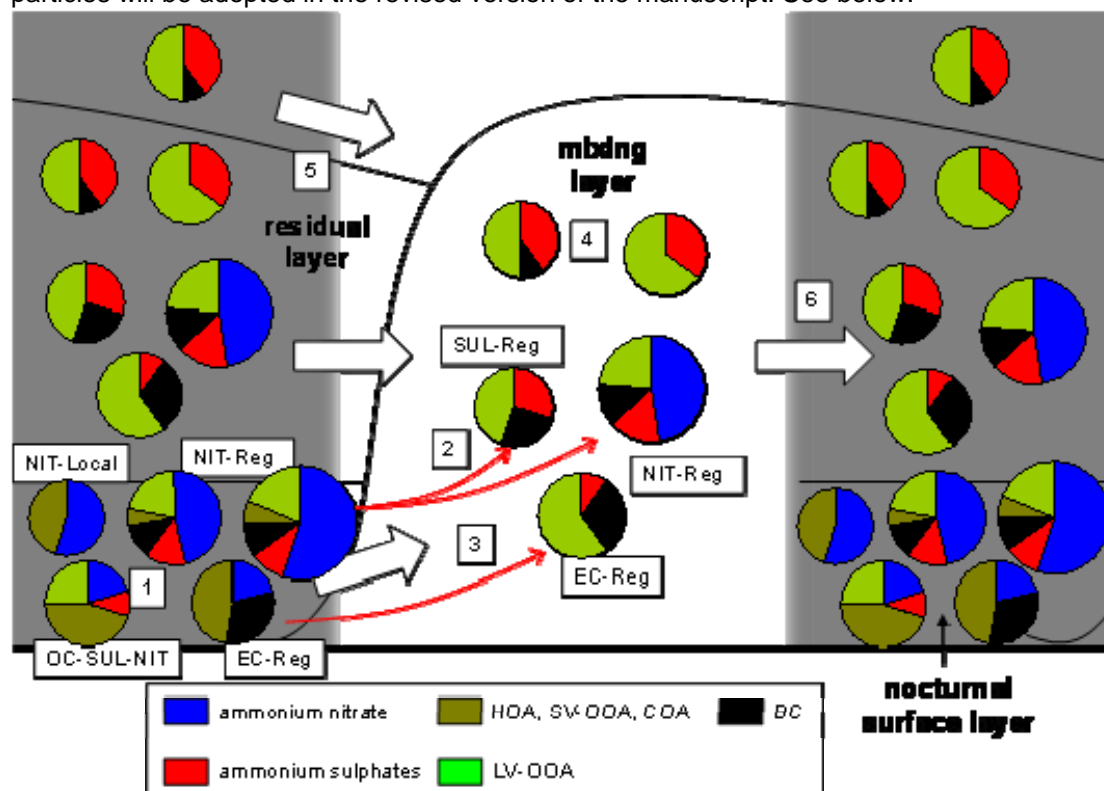 particles will be adopted in the revised version of the manuscript. See below.
5
residual
layer
mixing
layer
4
6
SUL-Reg
2
NIT-Local
NIT-Reg
NIT-Reg
3
EC-Reg
1
OC-SUL-NIT
EC-Reg
nocturnal
surface layer
ammonium nitrate
HOA, SV-OOA, COA
BC
ammonium sulphates
LV-OOA